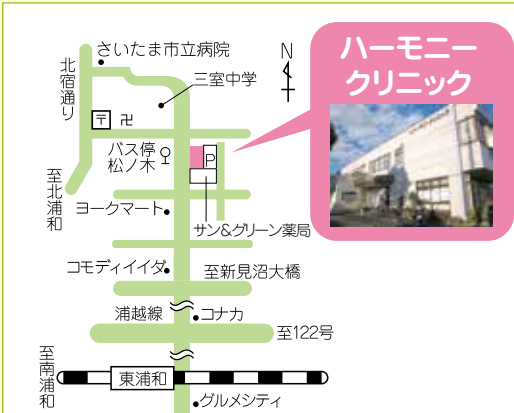 さいたま市立病院
北宿通り
三室中学
N
ハーモニー
クリニック
〒
卍
バス停
松ノ木
P
至北浦和
ヨークマート
サン&グリーン薬局
コモディイイダ
至新見沼大橋
浦越線
コナカ
至122号
至南浦和
東浦和
グルメシティ